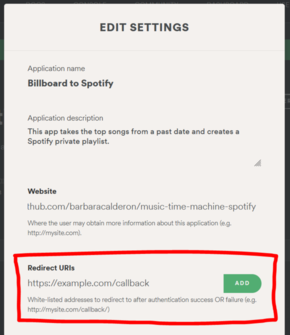 EDIT SETTINGS
Application name
Billboard to Spotify
Application description
This app takes the top songs from a past date and creates a
Spotify private playlist.
Website
thub.com/barbaracalderon/music-time-machine-spotify
Where the user may obtain more information about this application (e.g.
http://mysite.com).
Redirect URIs
https://example.com/callback
ADD
White-listed addresses to redirect to after authentication success OR failure (e.g.
http://mysite.com/callback/)